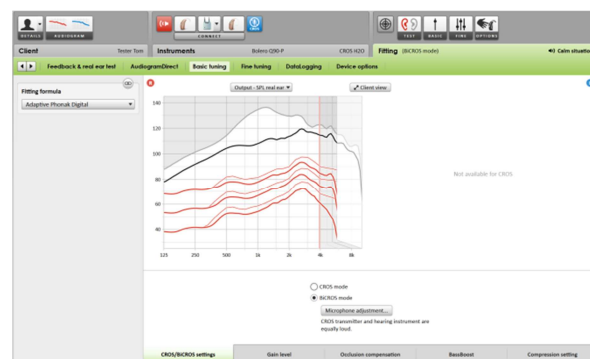 DETAILS AUDIOGRAM CONNECT TEST BASIC FINE OPTIONS
Client Tester Tom Instruments Bolero Q90-P CROS H2O Fitting (BiCROS mode) Calm situation
Feedback & real ear test AudiogramDirect Basic tuning Fine tuning DataLogging Device options
Fitting formula
Adaptive Phonak Digital
Output - SPL real ear Client view
140
120
100
80
60
40
125 250 500 1k 2k 4k 8k
Not available for CROS
CROS mode
BiCROS mode
Microphone adjustment...
CROS transmitter and hearing instrument are
equally loud.
CROS/BiCROS settings Gain level Occlusion compensation BassBoost Compression setting